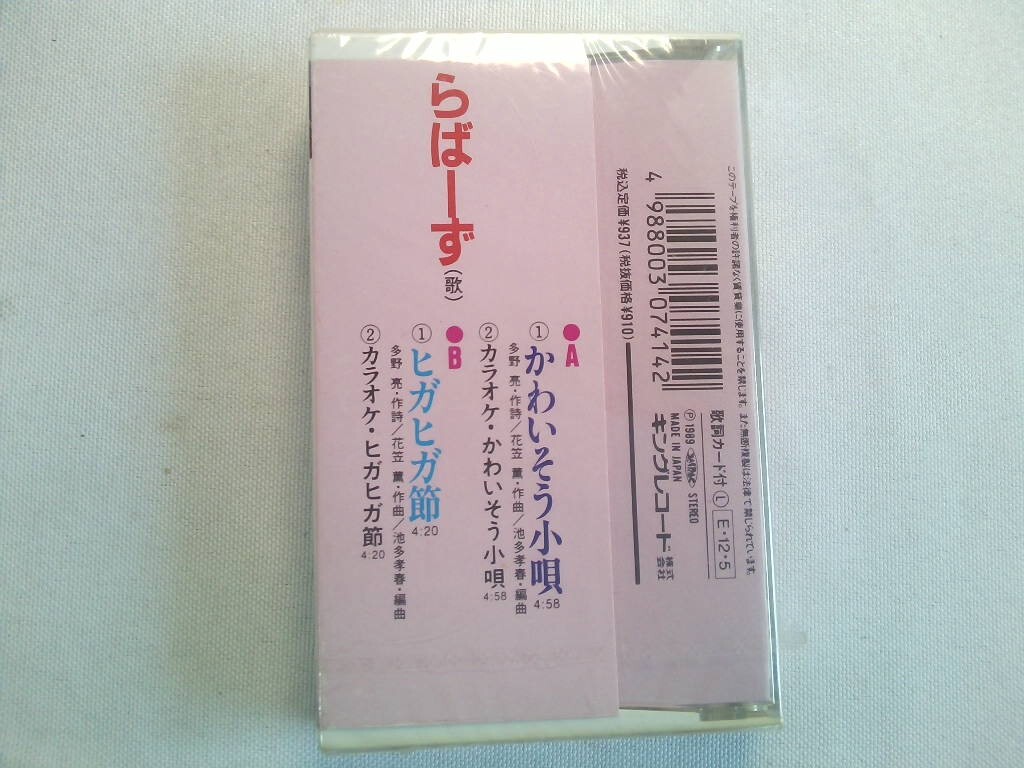 このテープを権利者の許諾なく賃貸業に使用することを禁じます。また無断複製は法律で禁じられています。
歌詞カード付 Ⓛ E・12・5
Ⓟ 1989 KING STEREO
MADE IN JAPAN
キングレコード株式会社
4 988003 074142
税込定価¥937(税抜価格¥910)
●A
①かわいそう小唄 4:58
多野 亮・作詩/花笠 薫・作曲/池多孝春・編曲
②カラオケ・かわいそう小唄 4:58
らばーず(歌)
●B
①ヒガヒガ節 4:20
多野 亮・作詩/花笠 薫・作曲/池多孝春・編曲
②カラオケ・ヒガヒガ節 4:20